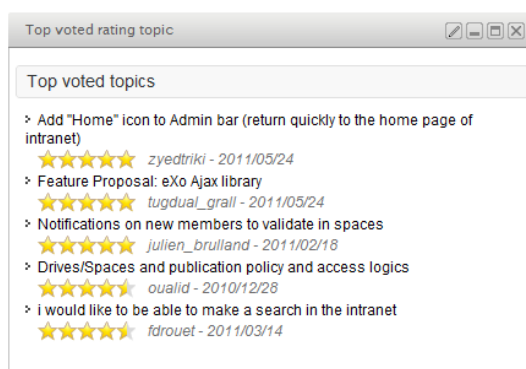 Top voted rating topic
Top voted topics
Add "Home" icon to Admin bar (return quickly to the home page of
intranet)
zyedtriki - 2011/05/24
Feature Proposal: eXo Ajax library
tugdual_grall - 2011/05/24
Notifications on new members to validate in spaces
julien_brulland - 2011/02/18
Drives/Spaces and publication policy and access logics
oualid - 2010/12/28
i would like to be able to make a search in the intranet
fdrouet - 2011/03/14